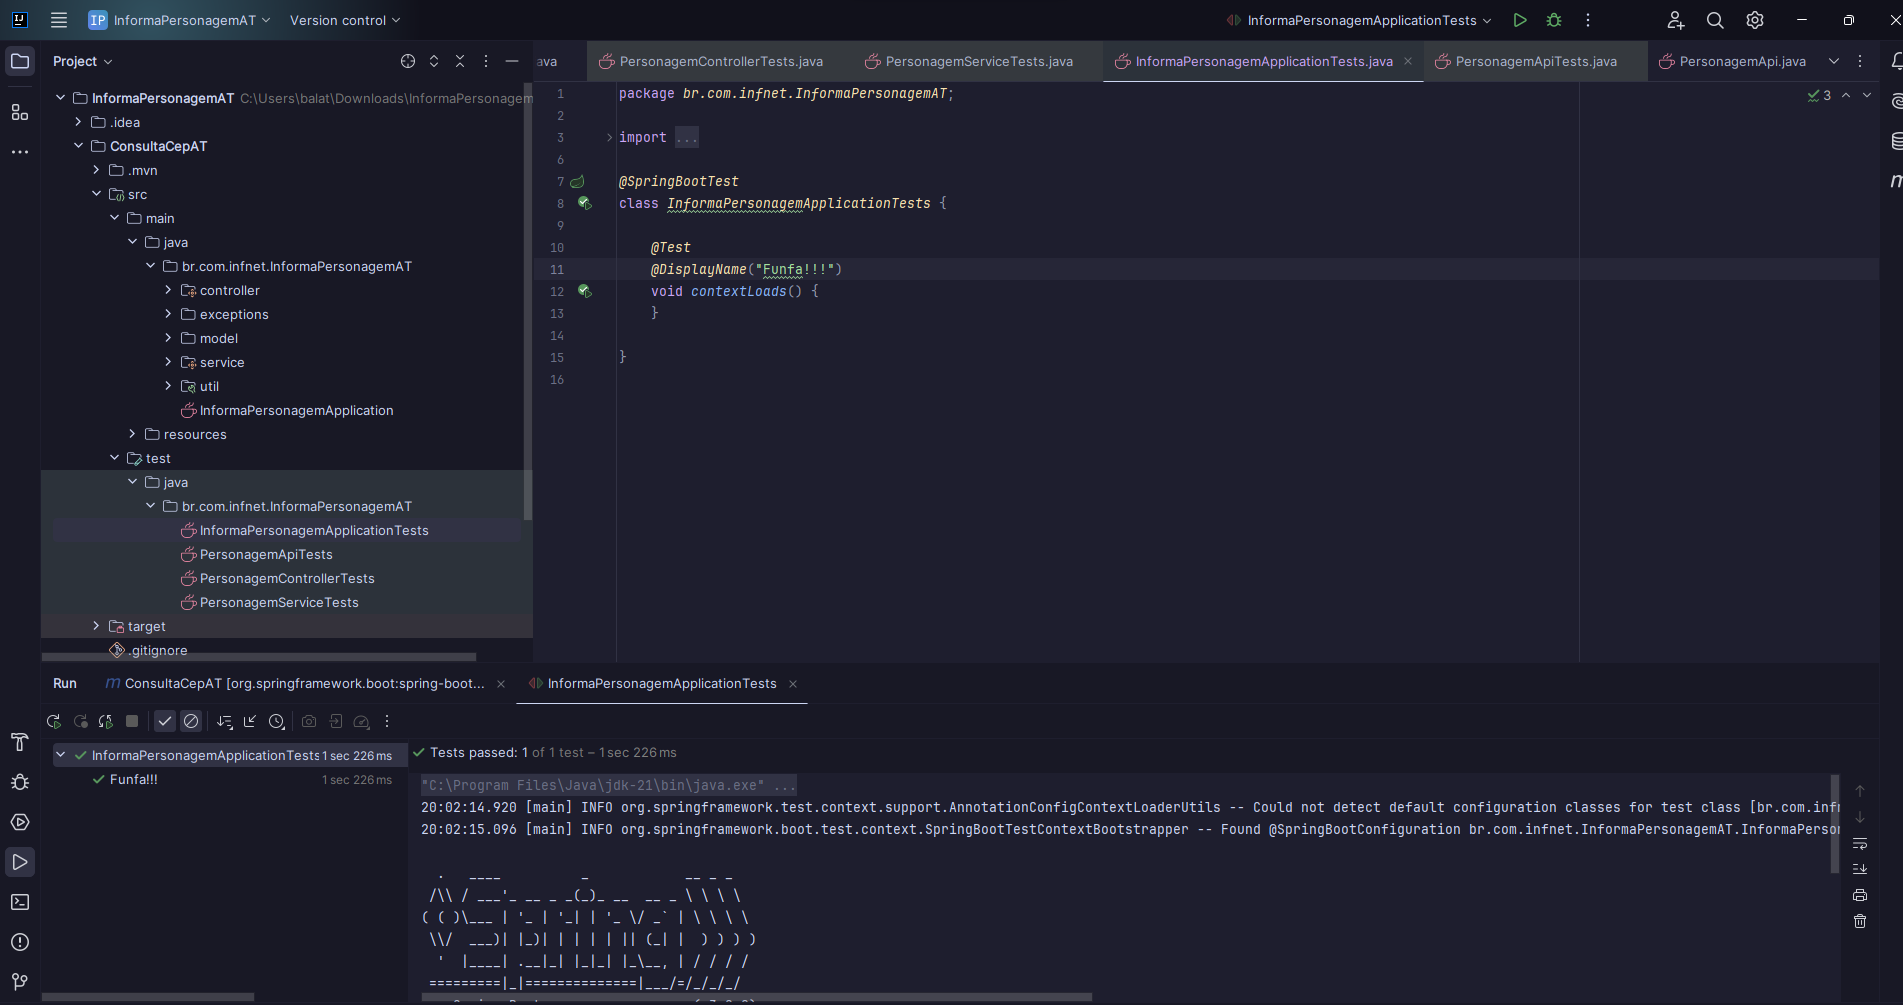 IJ IP InformaPersonagemAT Version control InformaPersonagemApplicationTests
Project
ava PersonagemControllerTests.java PersonagemServiceTests.java InformaPersonagemApplicationTests.java PersonagemApiTests.java PersonagemApi.java
InformaPersonagemAT C:\Users\balat\Downloads\InformaPersonagem
.idea
ConsultaCepAT
.mvn
src
main
java
br.com.infnet.InformaPersonagemAT
controller
exceptions
model
service
util
InformaPersonagemApplication
resources
test
java
br.com.infnet.InformaPersonagemAT
InformaPersonagemApplicationTests
PersonagemApiTests
PersonagemControllerTests
PersonagemServiceTests
target
.gitignore
1 package br.com.infnet.InformaPersonagemAT;
2
3 import ...
6
7 @SpringBootTest
8 class InformaPersonagemApplicationTests {
9
10 @Test
11 @DisplayName("Funfa!!!")
12 void contextLoads() {
13 }
14
15 }
16
3
Run m ConsultaCepAT [org.springframework.boot:spring-boot... InformaPersonagemApplicationTests
InformaPersonagemApplicationTests 1 sec 226 ms
Funfa!!! 1 sec 226 ms
Tests passed: 1 of 1 test – 1 sec 226 ms
"C:\Program Files\Java\jdk-21\bin\java.exe" ...
20:02:14.920 [main] INFO org.springframework.test.context.support.AnnotationConfigContextLoaderUtils -- Could not detect default configuration classes for test class [br.com.inf
20:02:15.096 [main] INFO org.springframework.boot.test.context.SpringBootTestContextBootstrapper -- Found @SpringBootConfiguration br.com.infnet.InformaPersonagemAT.InformaPerso
  .   ____          _            __ _ _
 /\\ / ___'_ __ _ _(_)_ __  __ _ \ \ \ \
( ( )\___ | '_ | '_| | '_ \/ _` | \ \ \ \
 \\/  ___)| |_)| | | | | || (_| |  ) ) ) )
  '  |____| .__|_| |_|_| |_\__, | / / / /
 =========|_|==============|___/=/_/_/_/